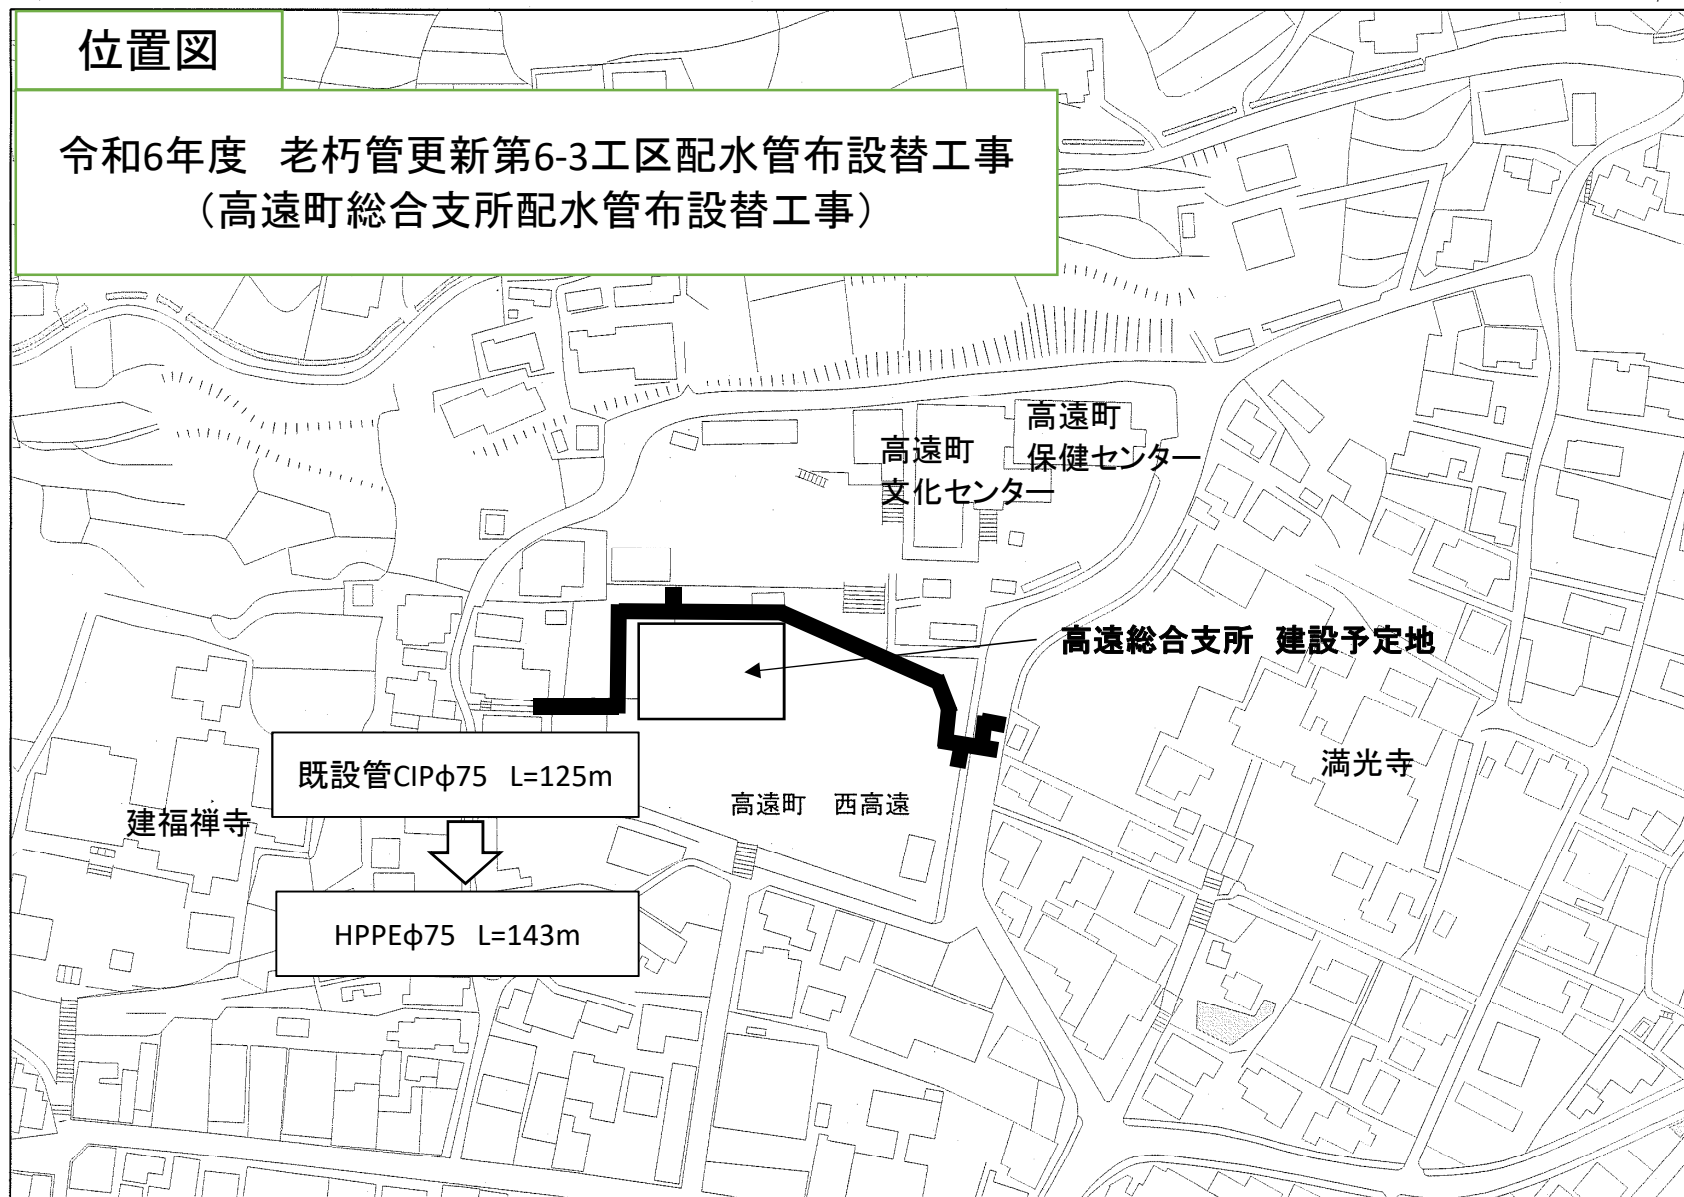 位置図
令和6年度　老朽管更新第6-3工区配水管布設替工事
（高遠町総合支所配水管布設替工事）
高遠町
保健センター
高遠町
文化センター
高遠総合支所　建設予定地
満光寺
既設管CIPφ75　L=125m
高遠町　西高遠
建福禅寺
HPPEφ75　L=143m